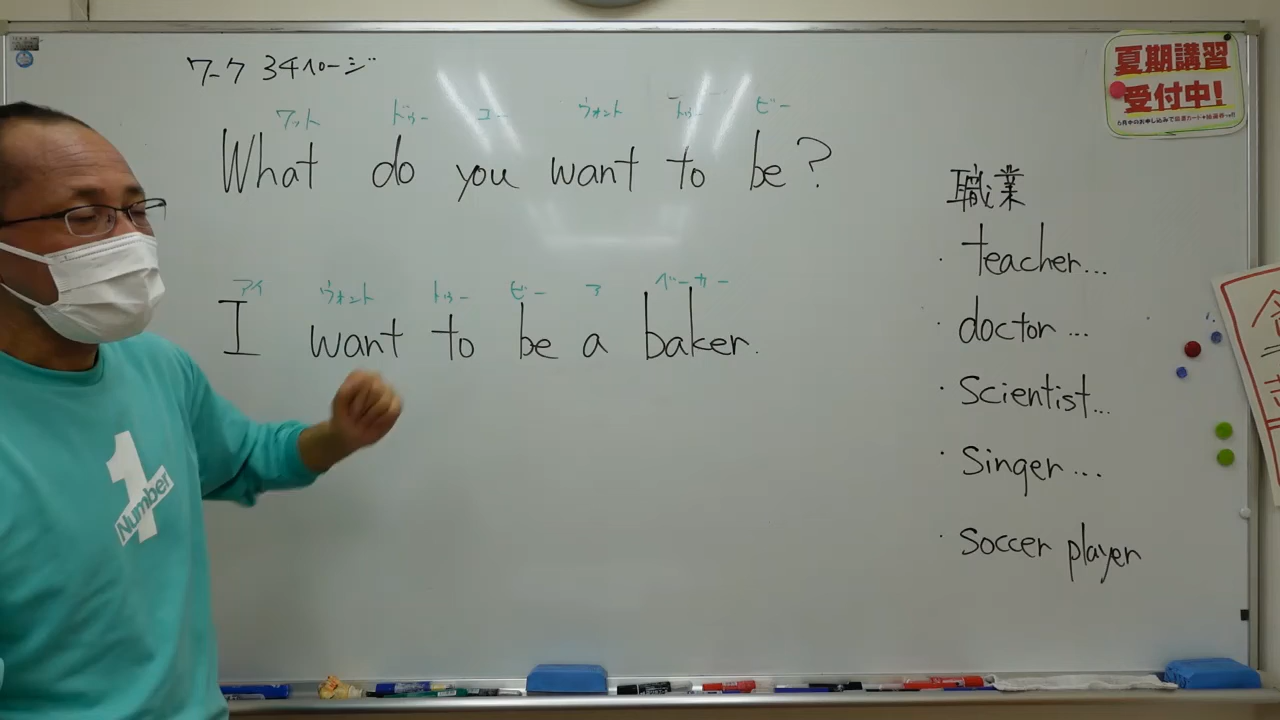 ワーク 34ページ
ワット ドゥー ユー ウォント トゥー ビー
What do you want to be?
アイ ウォント トゥー ビー ア ベーカー
I want to be a baker.
職業
・teacher...
・doctor...
・scientist...
・singer...
・soccer player
夏期講習
受付中!
Number
1